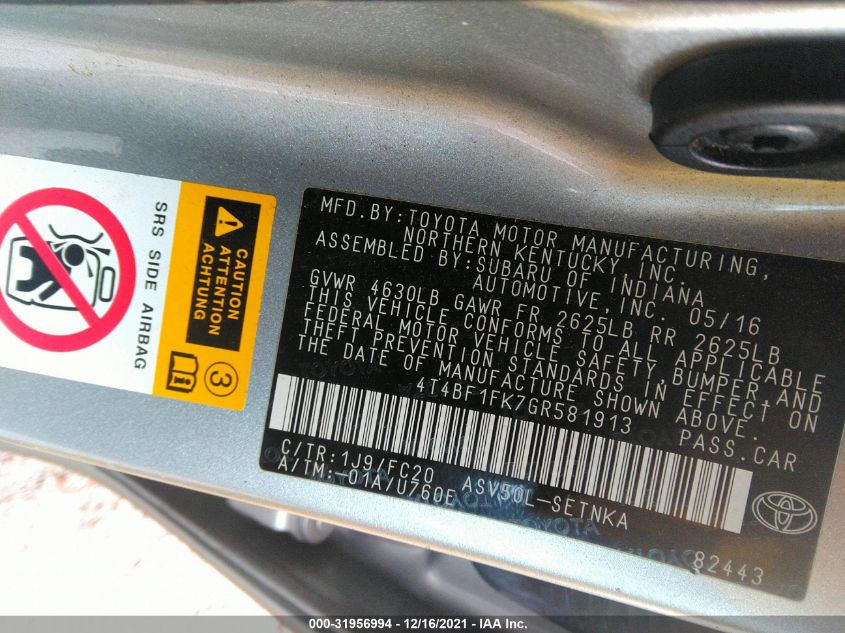 SRS SIDE AIRBAG
CAUTION
ATTENTION
ACHTUNG
3
MFD.BY:TOYOTA MOTOR MANUFACTURING,
NORTHERN KENTUCKY, INC.
ASSEMBLED BY:SUBARU OF INDIANA
AUTOMOTIVE,INC. 05/16
GVWR 4630LB GAWR FR 2625LB RR 2625LB
THIS VEHICLE CONFORMS TO ALL APPLICABLE
FEDERAL MOTOR VEHICLE SAFETY,BUMPER,AND
THEFT PREVENTION STANDARDS IN EFFECT ON
THE DATE OF MANUFACTURE SHOWN ABOVE.
4T4BF1FK7GR581913 PASS.CAR
C/TR:1J9/FC20 ASV50L-SETNKA
A/TM:-01A/U760E
TOYOTA
82443
000-31956994 - 12/16/2021 - IAA Inc.